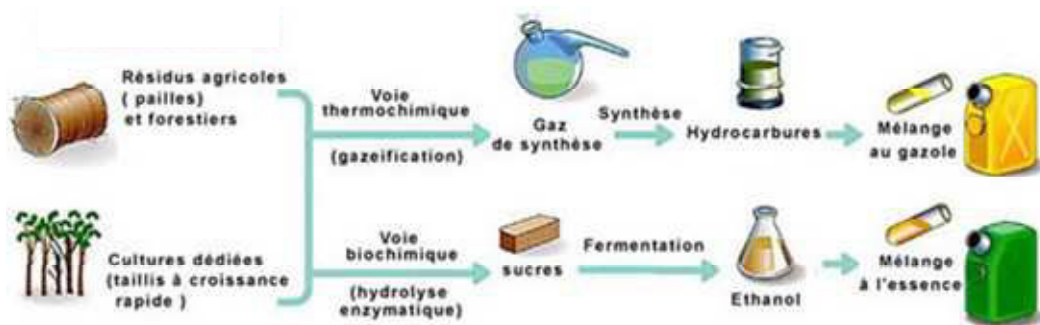 Résidus agricoles
( pailles)
et forestiers
Voie
thermochimique
(gazeification)
Gaz
de synthèse
Synthèse
Hydrocarbures
Mélange
au gazole
Cultures dédiées
(taillis à croissance
rapide )
Voie
biochimique
(hydrolyse
enzymatique)
sucres
Fermentation
Ethanol
Mélange
à l'essence